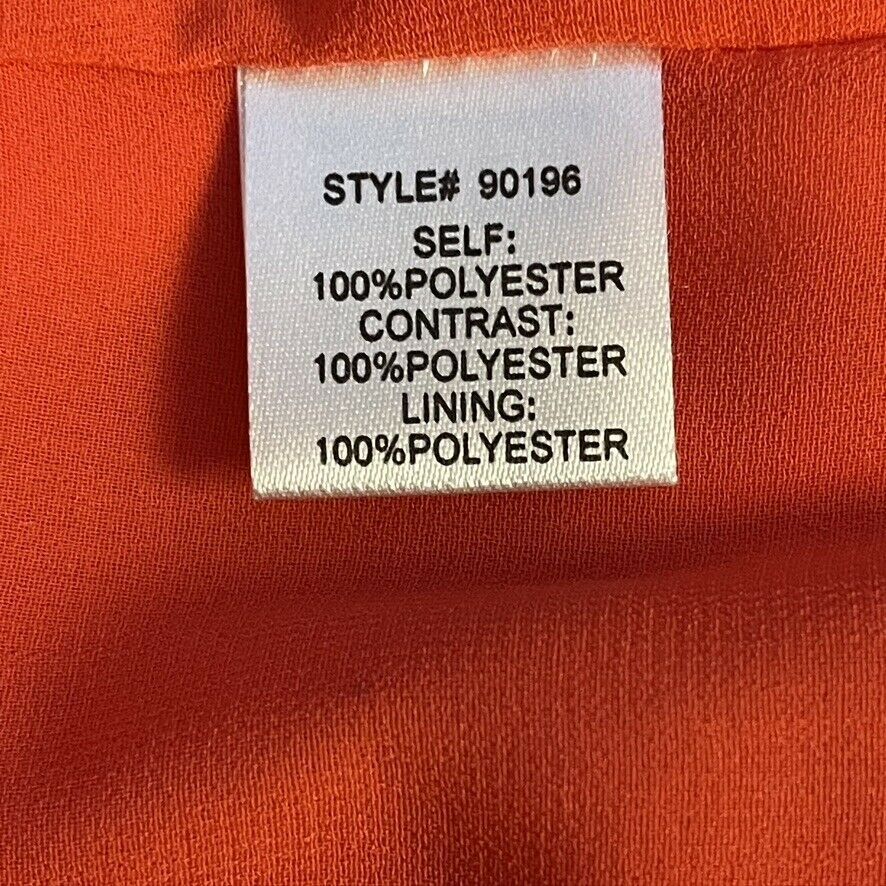 STYLE# 90196
SELF:
100%POLYESTER
CONTRAST:
100%POLYESTER
LINING:
100%POLYESTER